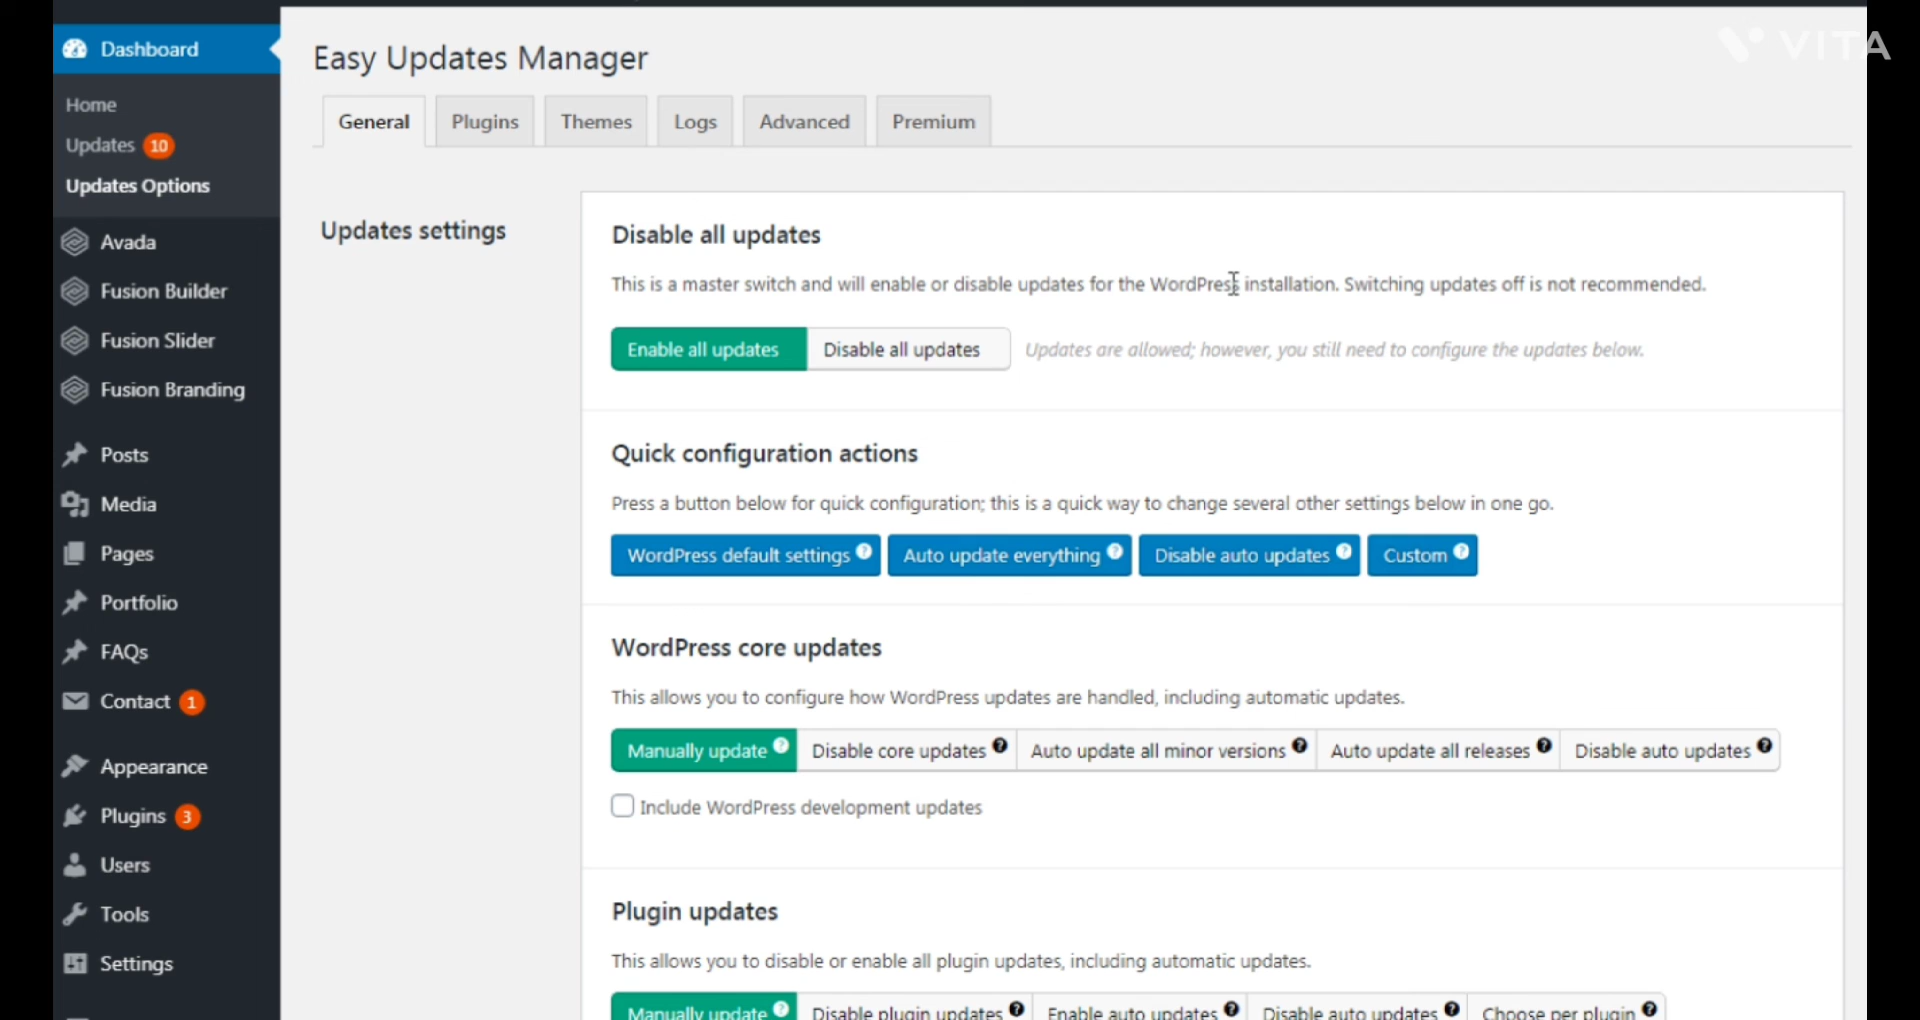 VITA
Dashboard
Home
Updates 10
Updates Options
Avada
Fusion Builder
Fusion Slider
Fusion Branding
Posts
Media
Pages
Portfolio
FAQs
Contact 1
Appearance
Plugins 3
Users
Tools
Settings
Easy Updates Manager
General Plugins Themes Logs Advanced Premium
Updates settings
Disable all updates
This is a master switch and will enable or disable updates for the WordPress installation. Switching updates off is not recommended.
Enable all updates Disable all updates Updates are allowed; however, you still need to configure the updates below.
Quick configuration actions
Press a button below for quick configuration; this is a quick way to change several other settings below in one go.
WordPress default settings ? Auto update everything ? Disable auto updates ? Custom ?
WordPress core updates
This allows you to configure how WordPress updates are handled, including automatic updates.
Manually update ? Disable core updates ? Auto update all minor versions ? Auto update all releases ? Disable auto updates ?
Include WordPress development updates
Plugin updates
This allows you to disable or enable all plugin updates, including automatic updates.
Manually update ? Disable plugin updates ? Enable auto updates ? Disable auto updates ? Choose per plugin ?